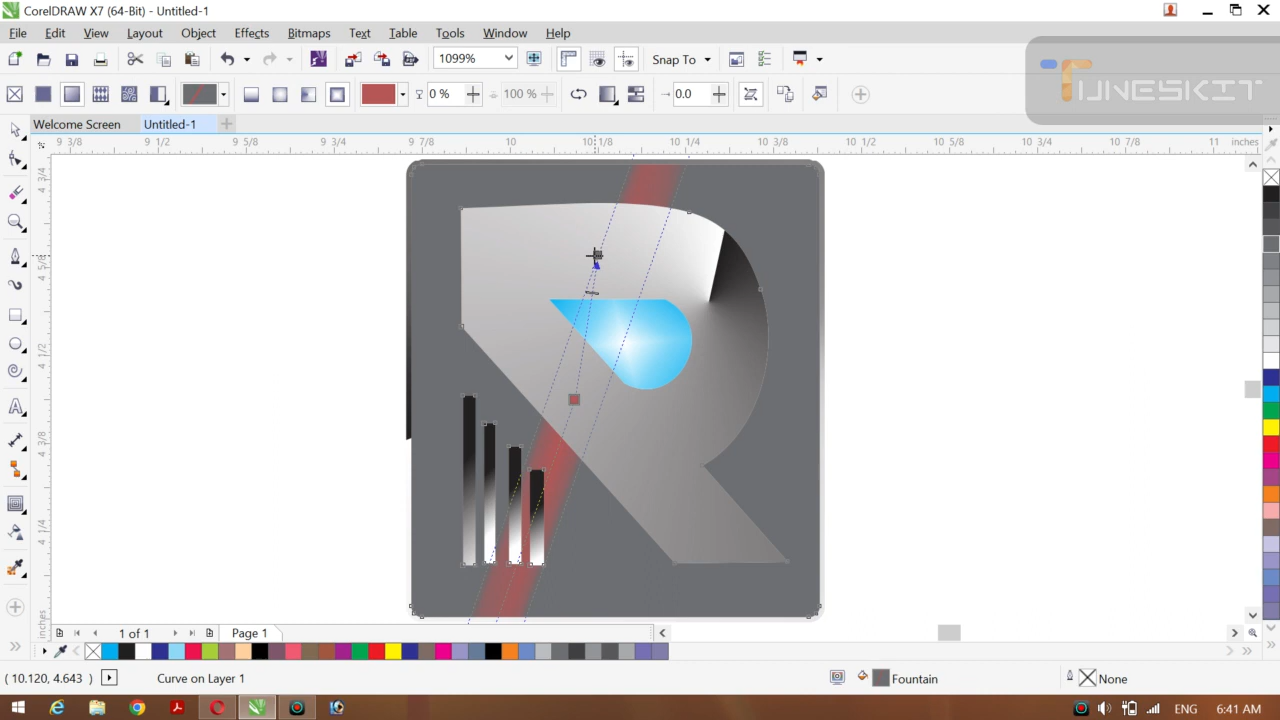 CorelDRAW X7 (64-Bit) - Untitled-1
File Edit View Layout Object Effects Bitmaps Text Table Tools Window Help
1099% Snap To
0 % 100 % 0.0
TUNESKIT
Welcome Screen Untitled-1
9 3/8 9 1/2 9 5/8 9 3/4 9 7/8 10 10 1/8 10 1/4 10 3/8 10 1/2 10 5/8 10 3/4 11 inches
4 3/4
4 5/8
4 1/2
4 3/8
4 1/4
inches
R
1 of 1 Page 1
( 10.120, 4.643 ) Curve on Layer 1 Fountain None
ENG 6:41 AM